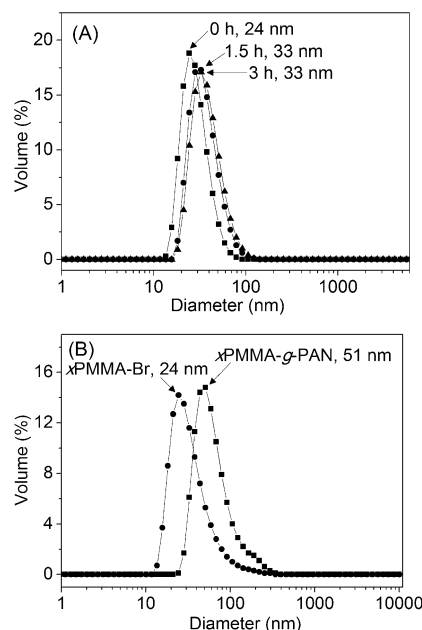 (A)
0 h, 24 nm
1.5 h, 33 nm
3 h, 33 nm
20
15
10
5
0
Volume (%)
1 10 100 1000
Diameter (nm)
(B)
xPMMA-g-PAN, 51 nm
xPMMA-Br, 24 nm
16
12
8
4
0
Volume (%)
1 10 100 1000 10000
Diameter (nm)